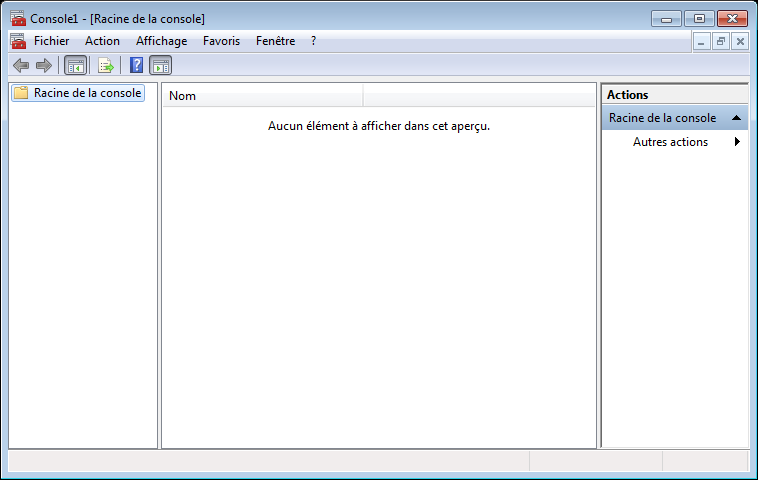 Console1 - [Racine de la console]
Fichier Action Affichage Favoris Fenêtre ?
Racine de la console
Nom
Aucun élément à afficher dans cet aperçu.
Actions
Racine de la console
Autres actions